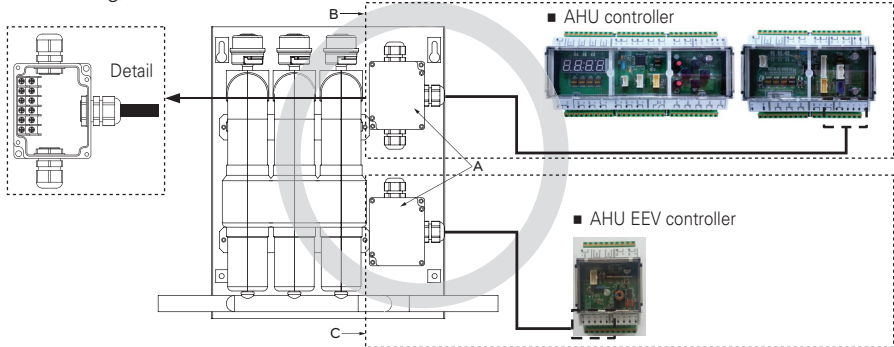 B
■ AHU controller
Detail
A
■ AHU EEV controller
C